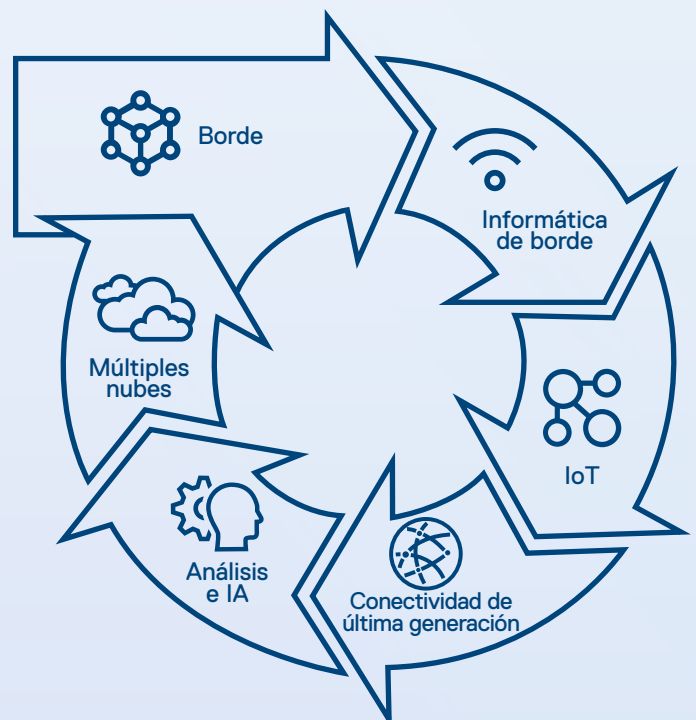 Borde
Informática
de borde
IoT
Conectividad de
última generación
Análisis
e IA
Múltiples
nubes